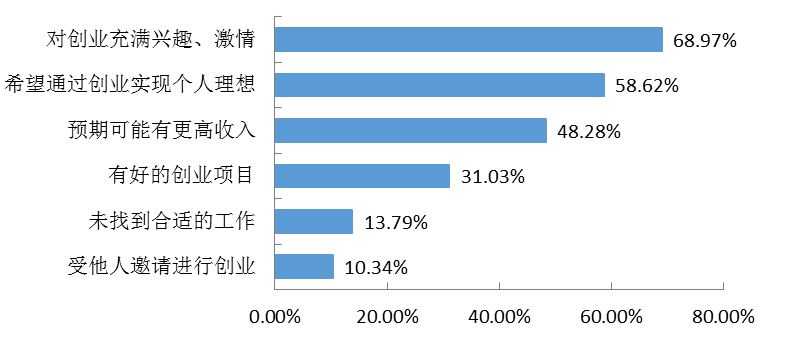 对创业充满兴趣、激情 68.97%
希望通过创业实现个人理想 58.62%
预期可能有更高收入 48.28%
有好的创业项目 31.03%
未找到合适的工作 13.79%
受他人邀请进行创业 10.34%
0.00% 20.00% 40.00% 60.00% 80.00%